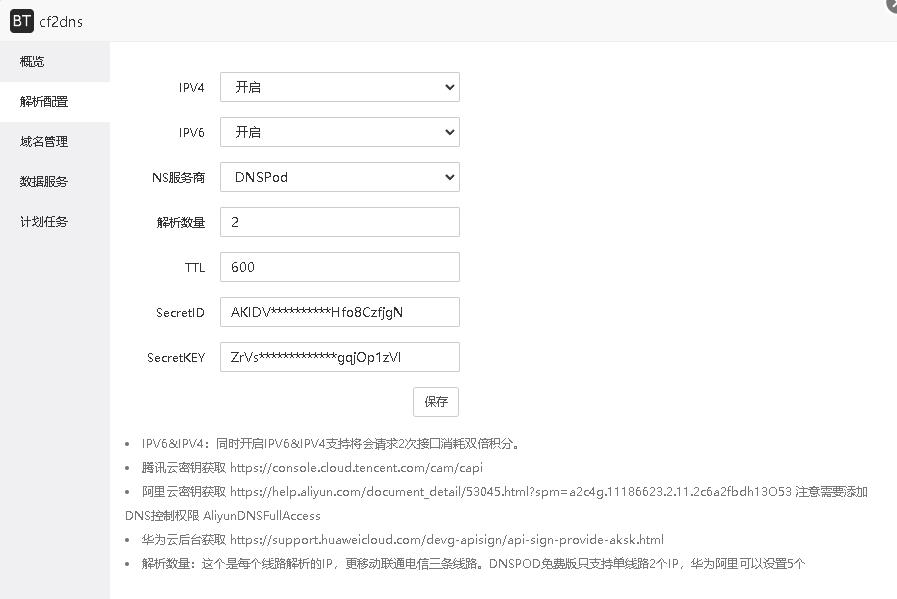 BT cf2dns
概览
解析配置
域名管理
数据服务
计划任务
IPV4 开启
IPV6 开启
NS服务商 DNSPod
解析数量 2
TTL 600
SecretID AKIDV**********Hfo8CzfjgN
SecretKEY ZrVs*************gqjOp1zVl
保存
IPV6&IPV4：同时开启IPV6&IPV4支持将会请求2次接口消耗双倍积分。
腾讯云密钥获取 https://console.cloud.tencent.com/cam/capi
阿里云密钥获取 https://help.aliyun.com/document_detail/53045.html?spm=a2c4g.11186623.2.11.2c6a2fbdh13O53 注意需要添加
DNS控制权限 AliyunDNSFullAccess
华为云后台获取 https://support.huaweicloud.com/devg-apisign/api-sign-provide-aksk.html
解析数量：这个是每个线路解析的IP，更移动联通电信三条线路。DNSPOD免费版只支持单线路2个IP，华为阿里可以设置5个